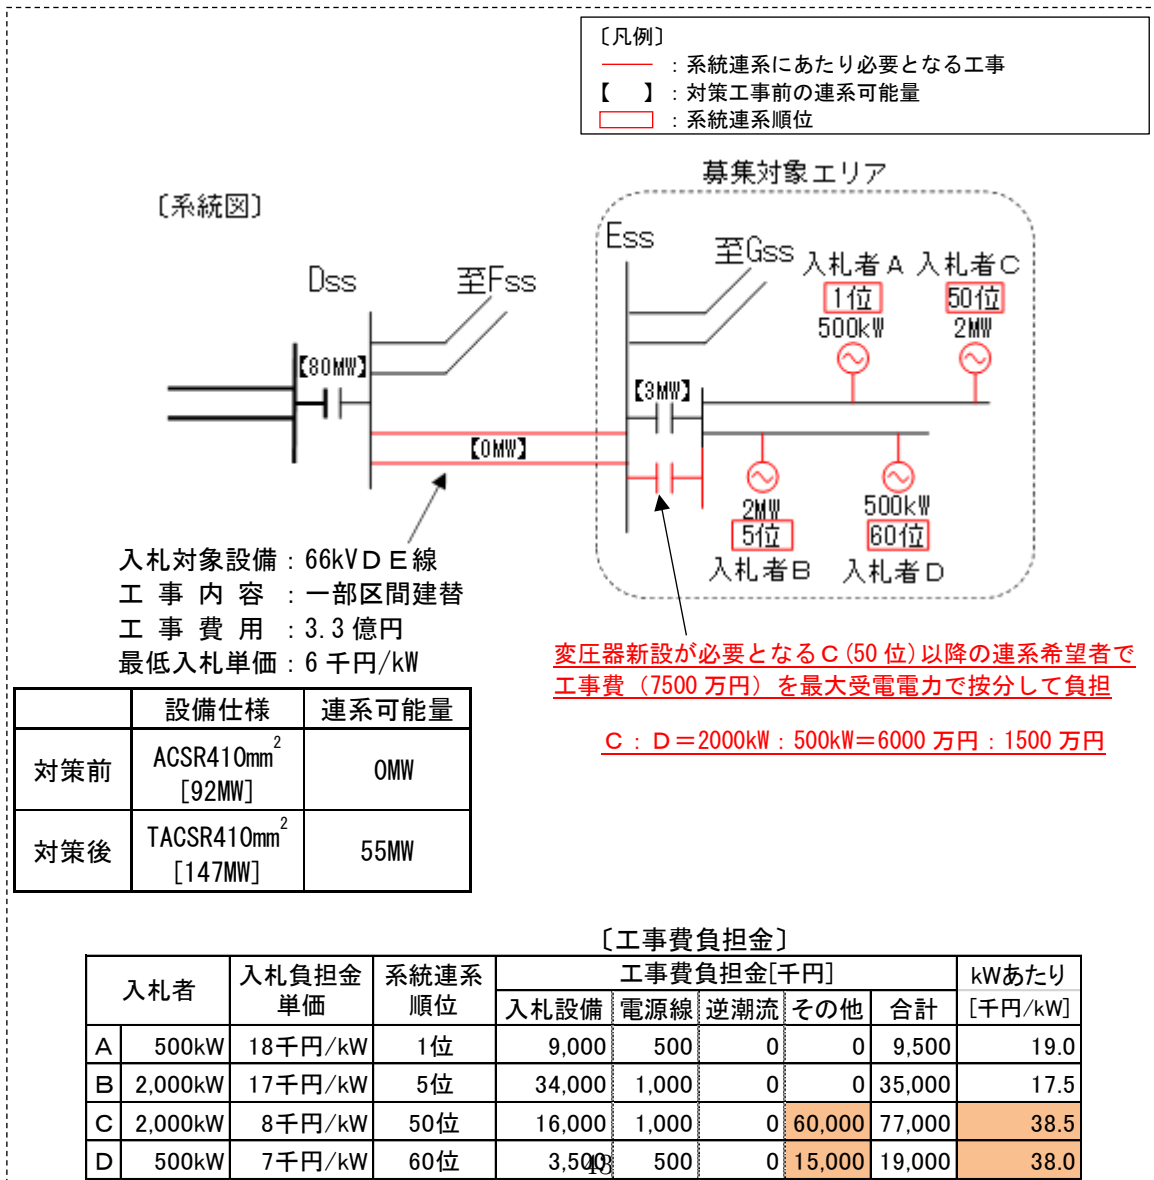 〔凡例〕
：系統連系にあたり必要となる工事
【　】：対策工事前の連系可能量
：系統連系順位
募集対象エリア
〔系統図〕
Ess
至Gss
入札者A 入札者C
Dss
至Fss
1位
50位
500kW
2MW
【80MW】
【3MW】
【0MW】
2MW
500kW
5位
60位
入札者B 入札者D
入札対象設備：66kVＤＥ線
工事内容：一部区間建替
工事費用：3.3億円
最低入札単価：6千円/kW
変圧器新設が必要となるＣ(50位)以降の連系希望者で
工事費（7500万円）を最大受電電力で按分して負担
Ｃ：Ｄ＝2000kW：500kW＝6000万円：1500万円
設備仕様 連系可能量
対策前 ACSR410mm² [92MW] 0MW
対策後 TACSR410mm² [147MW] 55MW
〔工事費負担金〕
入札者 入札負担金単価 系統連系順位 工事費負担金[千円] kWあたり
入札設備 電源線 逆潮流 その他 合計 [千円/kW]
A 500kW 18千円/kW 1位 9,000 500 0 0 9,500 19.0
B 2,000kW 17千円/kW 5位 34,000 1,000 0 0 35,000 17.5
C 2,000kW 8千円/kW 50位 16,000 1,000 0 60,000 77,000 38.5
D 500kW 7千円/kW 60位 3,500 500 0 15,000 19,000 38.0
43